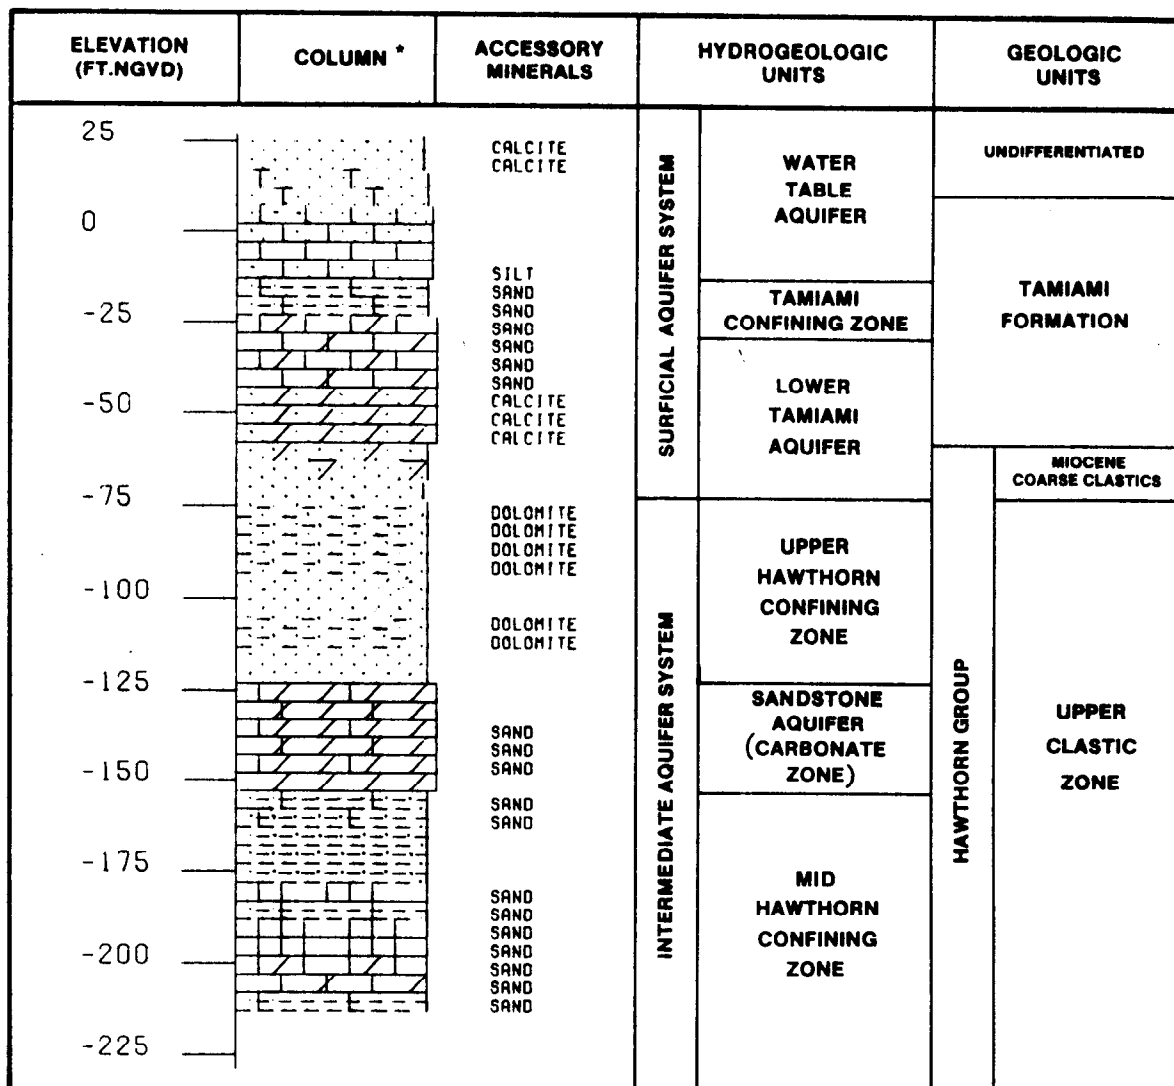 ELEVATION
(FT.NGVD)
COLUMN *
ACCESSORY
MINERALS
HYDROGEOLOGIC
UNITS
GEOLOGIC
UNITS
25
0
-25
-50
-75
-100
-125
-150
-175
-200
-225
CALCITE
CALCITE
SILT
SAND
SAND
SAND
SAND
SAND
SAND
CALCITE
CALCITE
CALCITE
DOLOMITE
DOLOMITE
DOLOMITE
DOLOMITE
DOLOMITE
DOLOMITE
SAND
SAND
SAND
SAND
SAND
SAND
SAND
SAND
SAND
SAND
SAND
SAND
SURFICIAL AQUIFER SYSTEM
INTERMEDIATE AQUIFER SYSTEM
WATER
TABLE
AQUIFER
TAMIAMI
CONFINING ZONE
LOWER
TAMIAMI
AQUIFER
UPPER
HAWTHORN
CONFINING
ZONE
SANDSTONE
AQUIFER
(CARBONATE
ZONE)
MID
HAWTHORN
CONFINING
ZONE
UNDIFFERENTIATED
TAMIAMI
FORMATION
HAWTHORN GROUP
MIOCENE
COARSE CLASTICS
UPPER
CLASTIC
ZONE